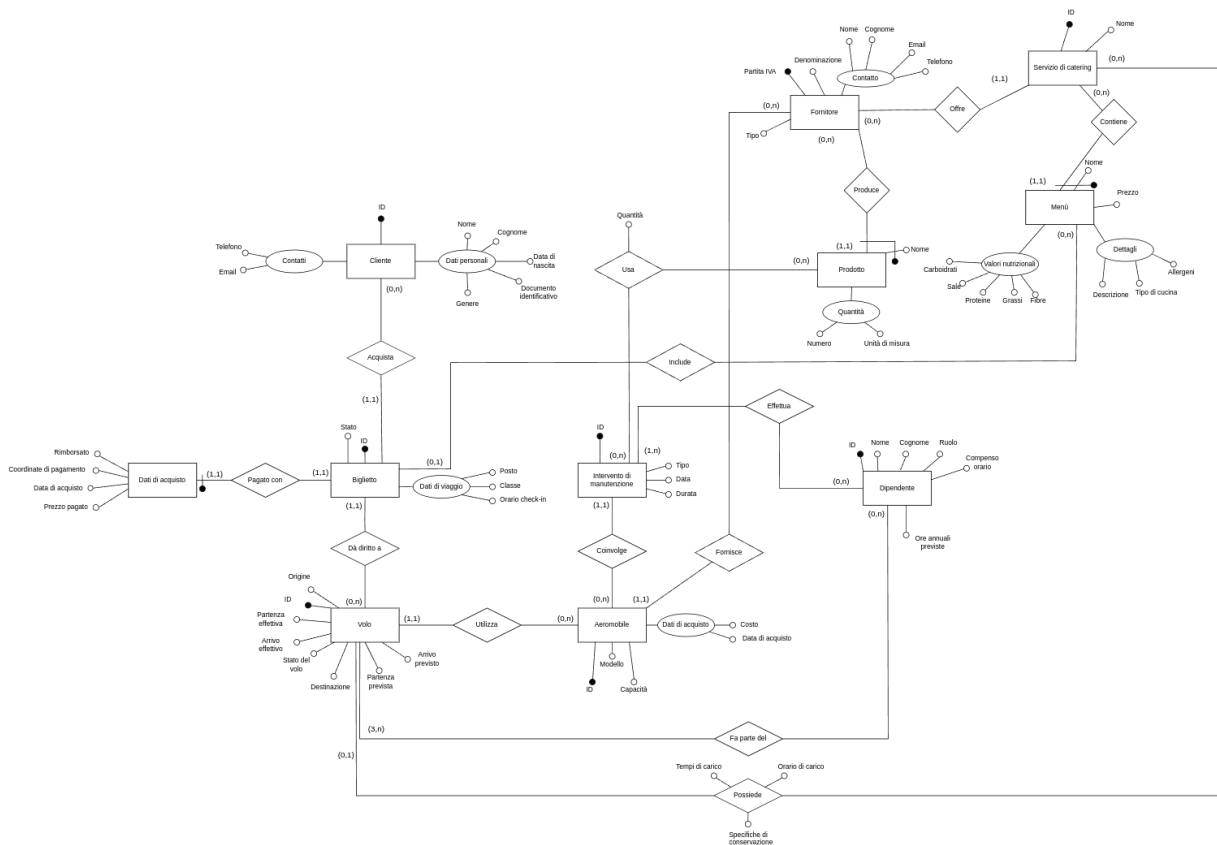 ID
Nome
Nome Cognome
Email
Telefono
Contatto
Partita IVA
Denominazione
Servizio di catering
(0,n)
(1,1)
(0,n)
Fornitore
(0,n)
Offre
(0,n)
(0,n)
Tipo
Contiene
Nome
(1,1)
Prezzo
Menù
(0,n)
Produce
Dettagli
Allergeni
Descrizione
Tipo di cucina
Valori nutrizionali
Carboidrati
Sale
Proteine
Grassi
Fibre
ID
Telefono
Email
Contatti
Cliente
(0,n)
Nome
Cognome
Dati personali
Data di
nascita
Documento
identificativo
Genere
Quantità
Usa
(0,n)
(1,1)
Nome
Prodotto
Quantità
Numero
Unità di misura
Acquista
(1,1)
Include
Effettua
Stato
ID
Rimborsato
Coordinate di pagamento
Data di acquisto
Prezzo pagato
Dati di acquisto
(1,1)
Pagato con
(1,1)
Biglietto
(0,1)
Dati di viaggio
Posto
Classe
Orario check-in
(1,1)
ID
(0,n)
(1,n)
Intervento di
manutenzione
Tipo
Data
Durata
(1,1)
ID
Nome
Cognome
Ruolo
Compenso
orario
(0,n)
Dipendente
(0,n)
Ore annuali
previste
Dà diritto a
Coinvolge
Fornisce
Origine
ID
(0,n)
Partenza
effettiva
Arrivo
effettivo
Stato del
volo
Destinazione
Partenza
prevista
Arrivo
previsto
Volo
(1,1)
Utilizza
(0,n)
(0,n)
(1,1)
Aeromobile
Dati di acquisto
Costo
Data di acquisto
Modello
ID
Capacità
(3,n)
Fa parte del
(0,1)
Tempi di carico
Orario di carico
Possiede
Specifiche di
conservazione